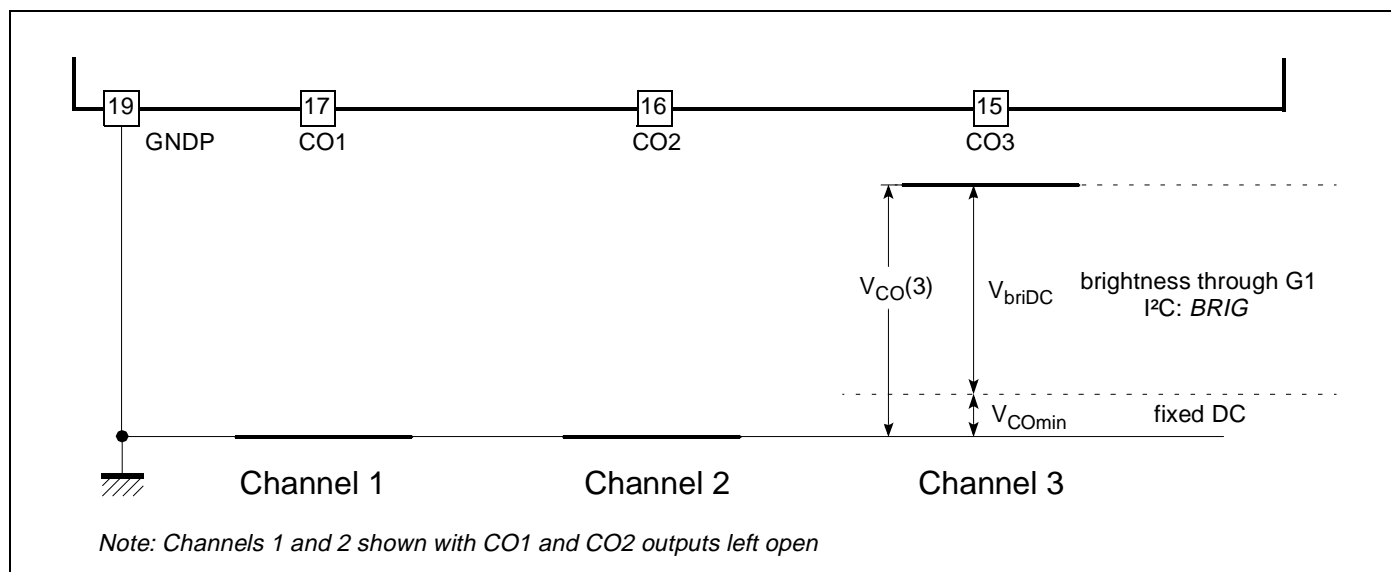 19 17 16 15
GNDP CO1 CO2 CO3
V_CO(3)
V_briDC
brightness through G1
I²C: BRIG
V_COmin
fixed DC
Channel 1 Channel 2 Channel 3
Note: Channels 1 and 2 shown with CO1 and CO2 outputs left open